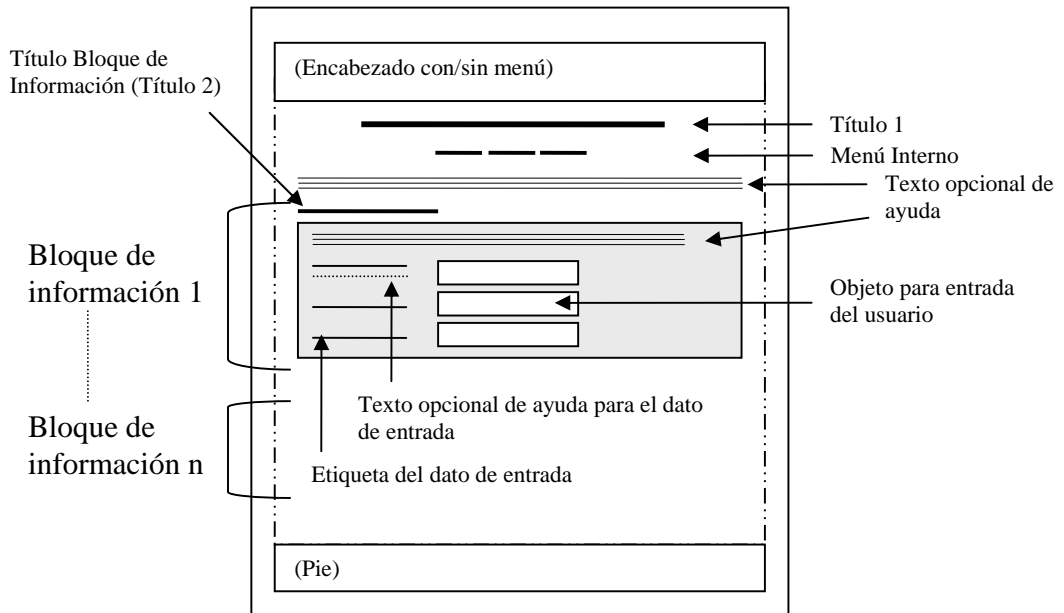 (Encabezado con/sin menú)
Título Bloque de
Información (Título 2)
Título 1
Menú Interno
Texto opcional de
ayuda
Bloque de
información 1
Objeto para entrada
del usuario
Texto opcional de ayuda para el dato
de entrada
Bloque de
información n
Etiqueta del dato de entrada
(Pie)